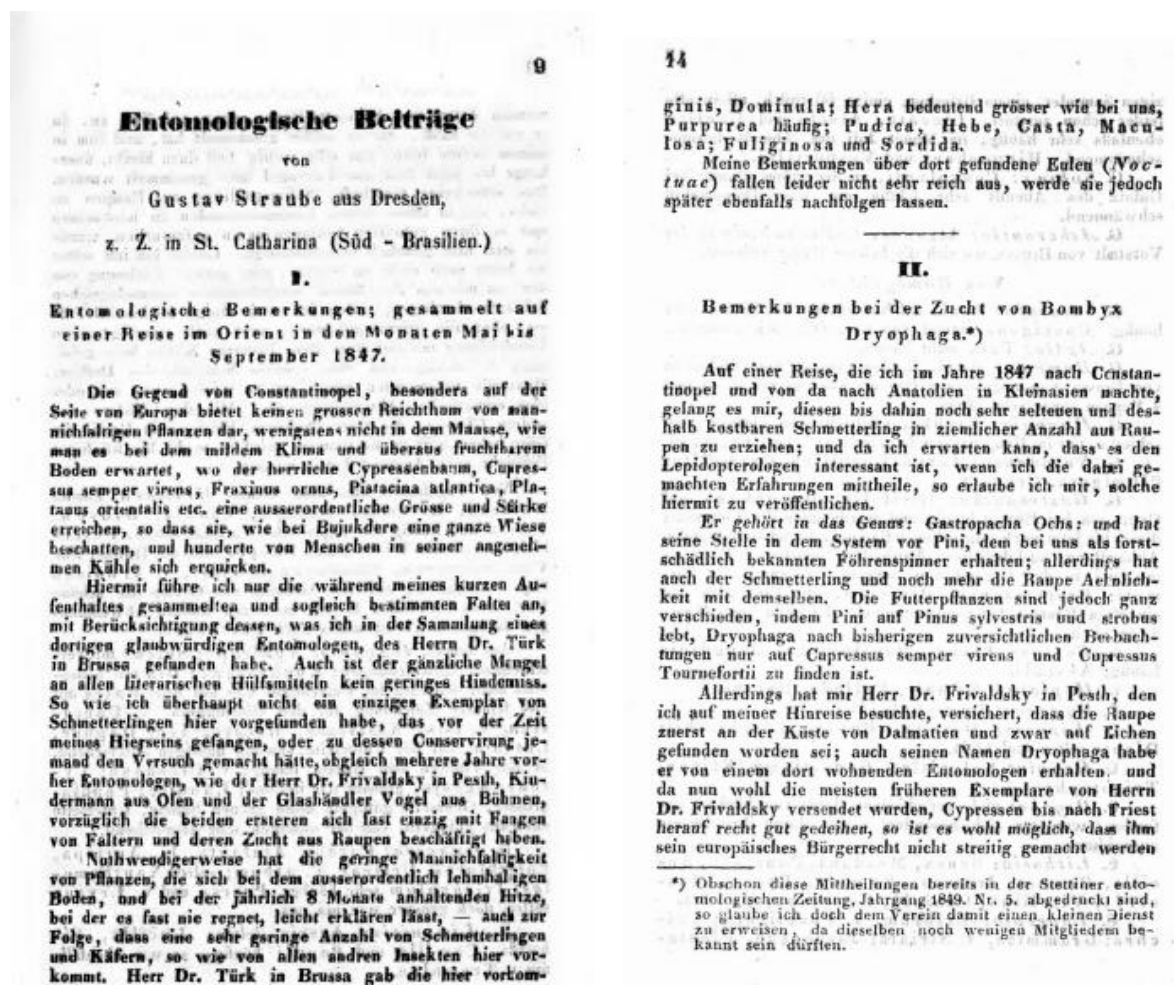 9
Entomologische Beiträge
von
Gustav Straube aus Dresden,
z. Z. in St. Catharina (Süd - Brasilien.)
I.
Entomologische Bemerkungen; gesammelt auf
einer Reise im Orient in den Monaten Mai bis
September 1847.
Die Gegend von Constantinopel, besonders auf der
Seite von Europa bietet keinen grossen Reichthum von man-
nichfaltigen Pflanzen dar, wenigstens nicht in dem Maasse, wie
man es bei dem mildem Klima und überaus fruchtbarem
Boden erwartet, wo der herrliche Cypressenbaum, Cupres-
sus semper virens, Fraxinus ornus, Pistacina atlantica, Pla-
tanus orientalis etc. eine ausserordentliche Grösse und Stärke
erreichen, so dass sie, wie bei Bujukdere eine ganze Wiese
beschatten, und hunderte von Menschen in seiner angeneh-
men Kühle sich erquicken.
Hiermit führe ich nur die während meines kurzen Au-
fenthaltes gesammelten und sogleich bestimmten Falter an,
mit Berücksichtigung dessen, was ich in der Sammlung eines
dortigen glaubwürdigen Entomologen, des Herrn Dr. Türk
in Brussa gefunden habe. Auch ist der gänzliche Mangel
an allen literarischen Hülfsmitteln kein geringes Hinderniss.
So wie ich überhaupt nicht ein einziges Exemplar von
Schmetterlingen hier vorgefunden habe, das vor der Zeit
meines Hierseins gefangen, oder zu dessen Conservirung je-
mand den Versuch gemacht hätte, obgleich mehrere Jahre vor-
her Entomologen, wie der Herr Dr. Frivaldsky in Pesth, Kin-
dermann aus Ofen und der Glashändler Vogel aus Böhmen,
vorzüglich die beiden ersteren sich fast einzig mit Fangen
von Faltern und deren Zucht aus Raupen beschäftigt haben.
Nothwendigerweise hat die geringe Mannichfaltigkeit
von Pflanzen, die sich bei dem ausserordentlich lehmhaltigen
Boden, und bei der jährlich 8 Monate anhaltenden Hitze,
bei der es fast nie regnet, leicht erklären lässt, — auch zur
Folge, dass eine sehr geringe Anzahl von Schmetterlingen
und Käfern, so wie von allen andren Insekten hier vor-
kommt. Herr Dr. Türk in Brussa gab die hier vorkom-
14
ginis, Dominula; Hera bedeutend grösser wie bei uns,
Purpurea häufig; Pudica, Hebe, Casta, Macu-
losa; Fuliginosa und Sordida.
Meine Bemerkungen über dort gefundene Eulen (Noc-
tuae) fallen leider nicht sehr reich aus, werde sie jedoch
später ebenfalls nachfolgen lassen.
II.
Bemerkungen bei der Zucht von Bombyx
Dryophaga.*)
Auf einer Reise, die ich im Jahre 1847 nach Constan-
tinopel und von da nach Anatolien in Kleinasien machte,
gelang es mir, diesen bis dahin noch sehr seltenen und des-
halb kostbaren Schmetterling in ziemlicher Anzahl aus Rau-
pen zu erziehen; und da ich erwarten kann, dass es den
Lepidopterologen interessant ist, wenn ich die dabei ge-
machten Erfahrungen mittheile, so erlaube ich mir, solche
hiermit zu veröffentlichen.
Er gehört in das Genus: Gastropacha Ochs: und hat
seine Stelle in dem System vor Pini, dem bei uns als forst-
schädlich bekannten Föhrenspinner erhalten; allerdings hat
auch der Schmetterling und noch mehr die Raupe Aehnlich-
keit mit demselben. Die Futterpflanzen sind jedoch ganz
verschieden, indem Pini auf Pinus sylvestris und strobus
lebt, Dryophaga nach bisherigen zuversichtlichen Beobach-
tungen nur auf Cupressus semper virens und Cupressus
Tournefortii zu finden ist.
Allerdings hat mir Herr Dr. Frivaldsky in Pesth, den
ich auf meiner Hinreise besuchte, versichert, dass die Raupe
zuerst an der Küste von Dalmatien und zwar auf Eichen
gefunden worden sei; auch seinen Namen Dryophaga habe
er von einem dort wohnenden Entomologen erhalten. und
da nun wohl die meisten früheren Exemplare von Herrn
Dr. Frivaldsky versendet wurden, Cypressen bis nach Triest
herauf recht gut gedeihen, so ist es wohl möglich, dass ihm
sein europäisches Bürgerrecht nicht streitig gemacht werden
*) Obschon diese Mittheilungen bereits in der Stettiner ento-
mologischen Zeitung, Jahrgang 1849. Nr. 5. abgedruckt sind,
so glaube ich doch dem Verein damit einen kleinen Dienst
zu erweisen, da dieselben noch wenigen Mitgliedern be-
kannt sein dürften.